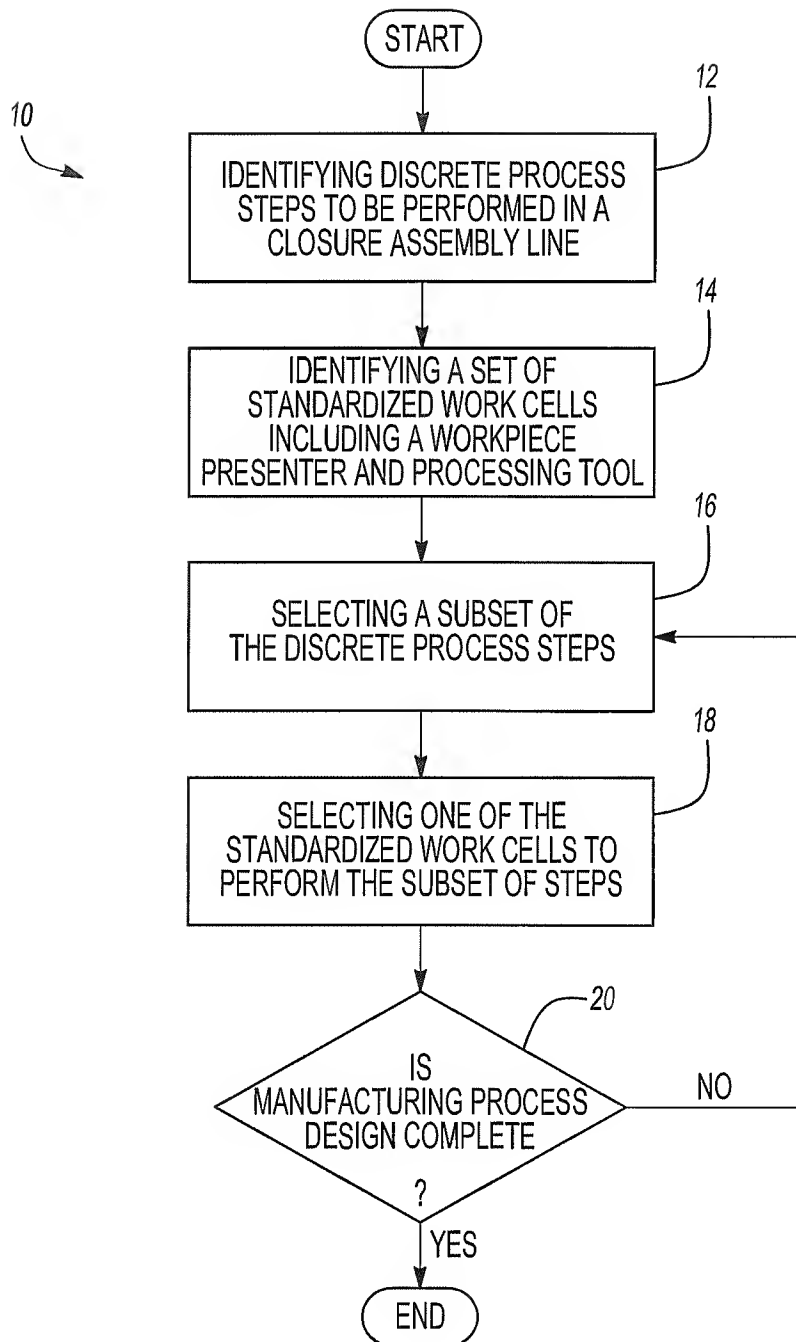 START
10
12
IDENTIFYING DISCRETE PROCESS
STEPS TO BE PERFORMED IN A
CLOSURE ASSEMBLY LINE
14
IDENTIFYING A SET OF
STANDARDIZED WORK CELLS
INCLUDING A WORKPIECE
PRESENTER AND PROCESSING TOOL
16
SELECTING A SUBSET OF
THE DISCRETE PROCESS STEPS
18
SELECTING ONE OF THE
STANDARDIZED WORK CELLS TO
PERFORM THE SUBSET OF STEPS
20
IS
MANUFACTURING PROCESS
DESIGN COMPLETE
?
NO
YES
END